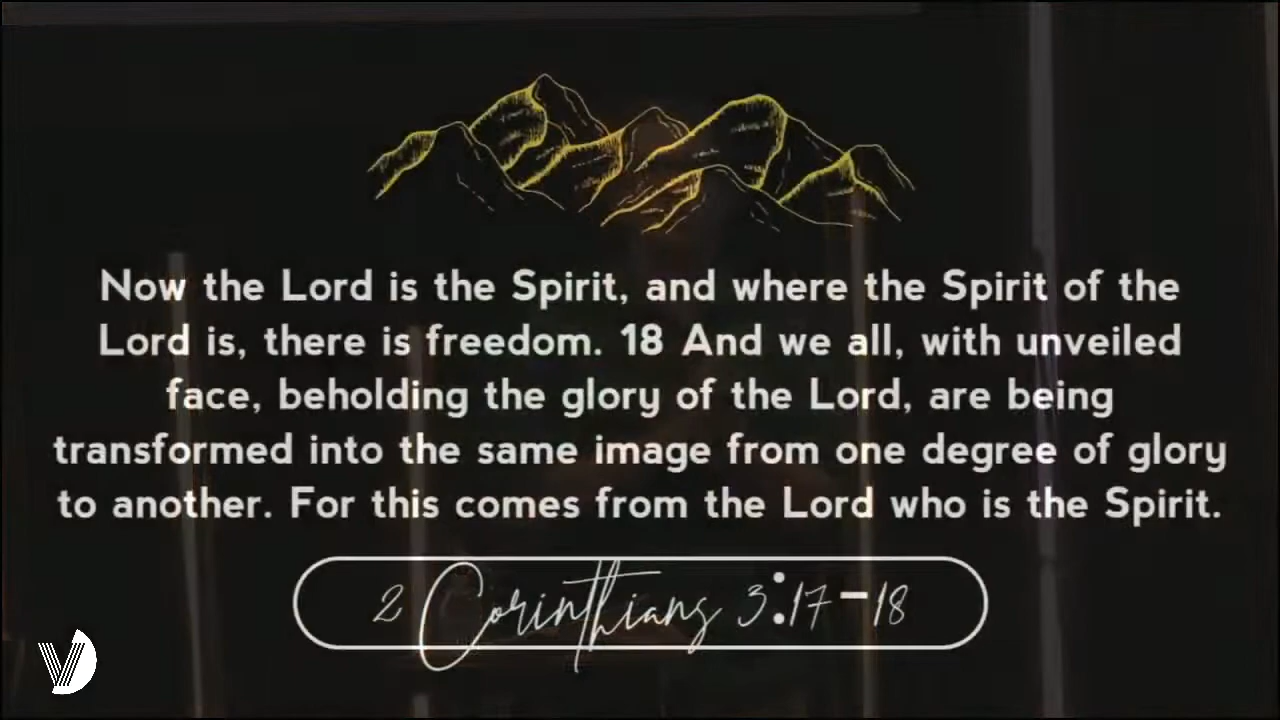 Now the Lord is the Spirit, and where the Spirit of the
Lord is, there is freedom. 18 And we all, with unveiled
face, beholding the glory of the Lord, are being
transformed into the same image from one degree of glory
to another. For this comes from the Lord who is the Spirit.
2 Corinthians 3:17-18